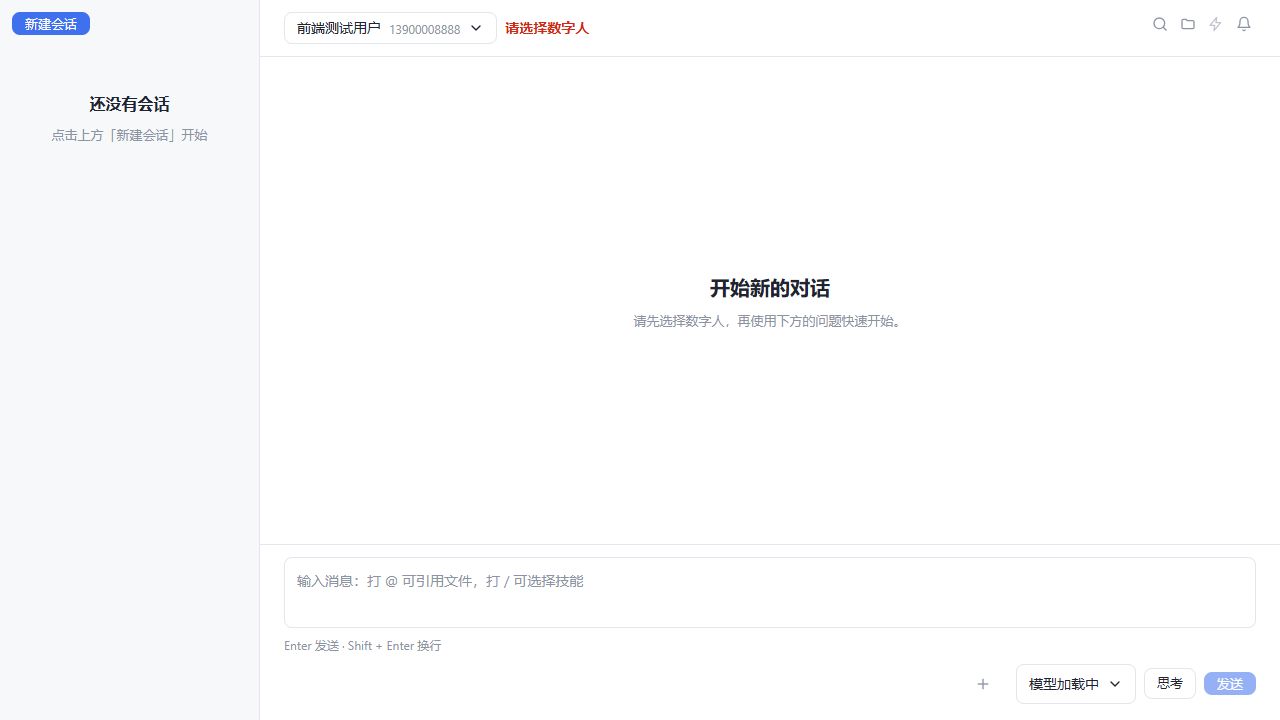 新建会话
还没有会话
点击上方「新建会话」开始
前端测试用户 13900008888
请选择数字人
开始新的对话
请先选择数字人，再使用下方的问题快速开始。
输入消息：打 @ 可引用文件，打 / 可选择技能
Enter 发送 · Shift + Enter 换行
模型加载中
思考
发送